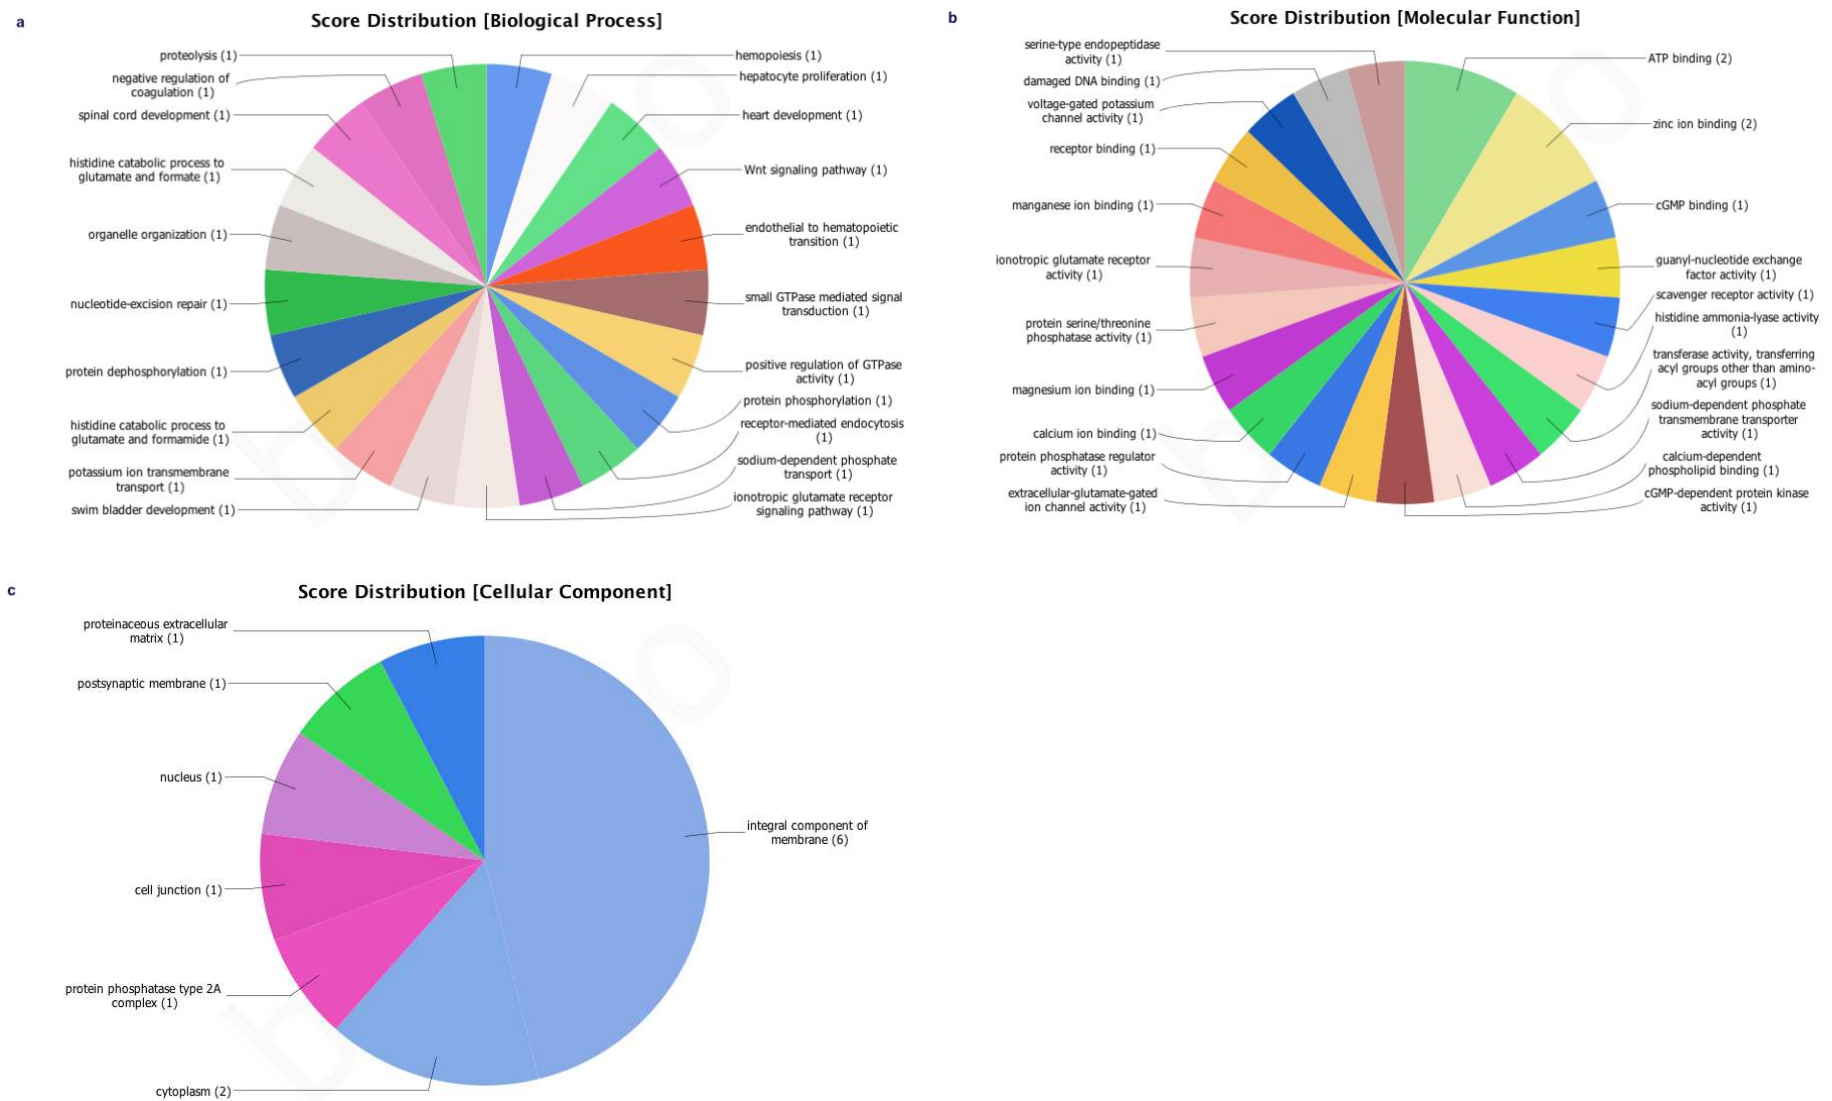 a
Score Distribution [Biological Process]
proteolysis (1)
negative regulation of
coagulation (1)
spinal cord development (1)
histidine catabolic process to
glutamate and formate (1)
organelle organization (1)
nucleotide-excision repair (1)
protein dephosphorylation (1)
histidine catabolic process to
glutamate and formamide (1)
potassium ion transmembrane
transport (1)
swim bladder development (1)
hemopoiesis (1)
hepatocyte proliferation (1)
heart development (1)
Wnt signaling pathway (1)
endothelial to hematopoietic
transition (1)
small GTPase mediated signal
transduction (1)
positive regulation of GTPase
activity (1)
protein phosphorylation (1)
receptor-mediated endocytosis
(1)
sodium-dependent phosphate
transport (1)
ionotropic glutamate receptor
signaling pathway (1)
b
Score Distribution [Molecular Function]
serine-type endopeptidase
activity (1)
damaged DNA binding (1)
voltage-gated potassium
channel activity (1)
receptor binding (1)
manganese ion binding (1)
ionotropic glutamate receptor
activity (1)
protein serine/threonine
phosphatase activity (1)
magnesium ion binding (1)
calcium ion binding (1)
protein phosphatase regulator
activity (1)
extracellular-glutamate-gated
ion channel activity (1)
ATP binding (2)
zinc ion binding (2)
cGMP binding (1)
guanyl-nucleotide exchange
factor activity (1)
scavenger receptor activity (1)
histidine ammonia-lyase activity
(1)
transferase activity, transferring
acyl groups other than amino-
acyl groups (1)
sodium-dependent phosphate
transmembrane transporter
activity (1)
calcium-dependent
phospholipid binding (1)
cGMP-dependent protein kinase
activity (1)
c
Score Distribution [Cellular Component]
proteinaceous extracellular
matrix (1)
postsynaptic membrane (1)
nucleus (1)
cell junction (1)
protein phosphatase type 2A
complex (1)
cytoplasm (2)
integral component of
membrane (6)